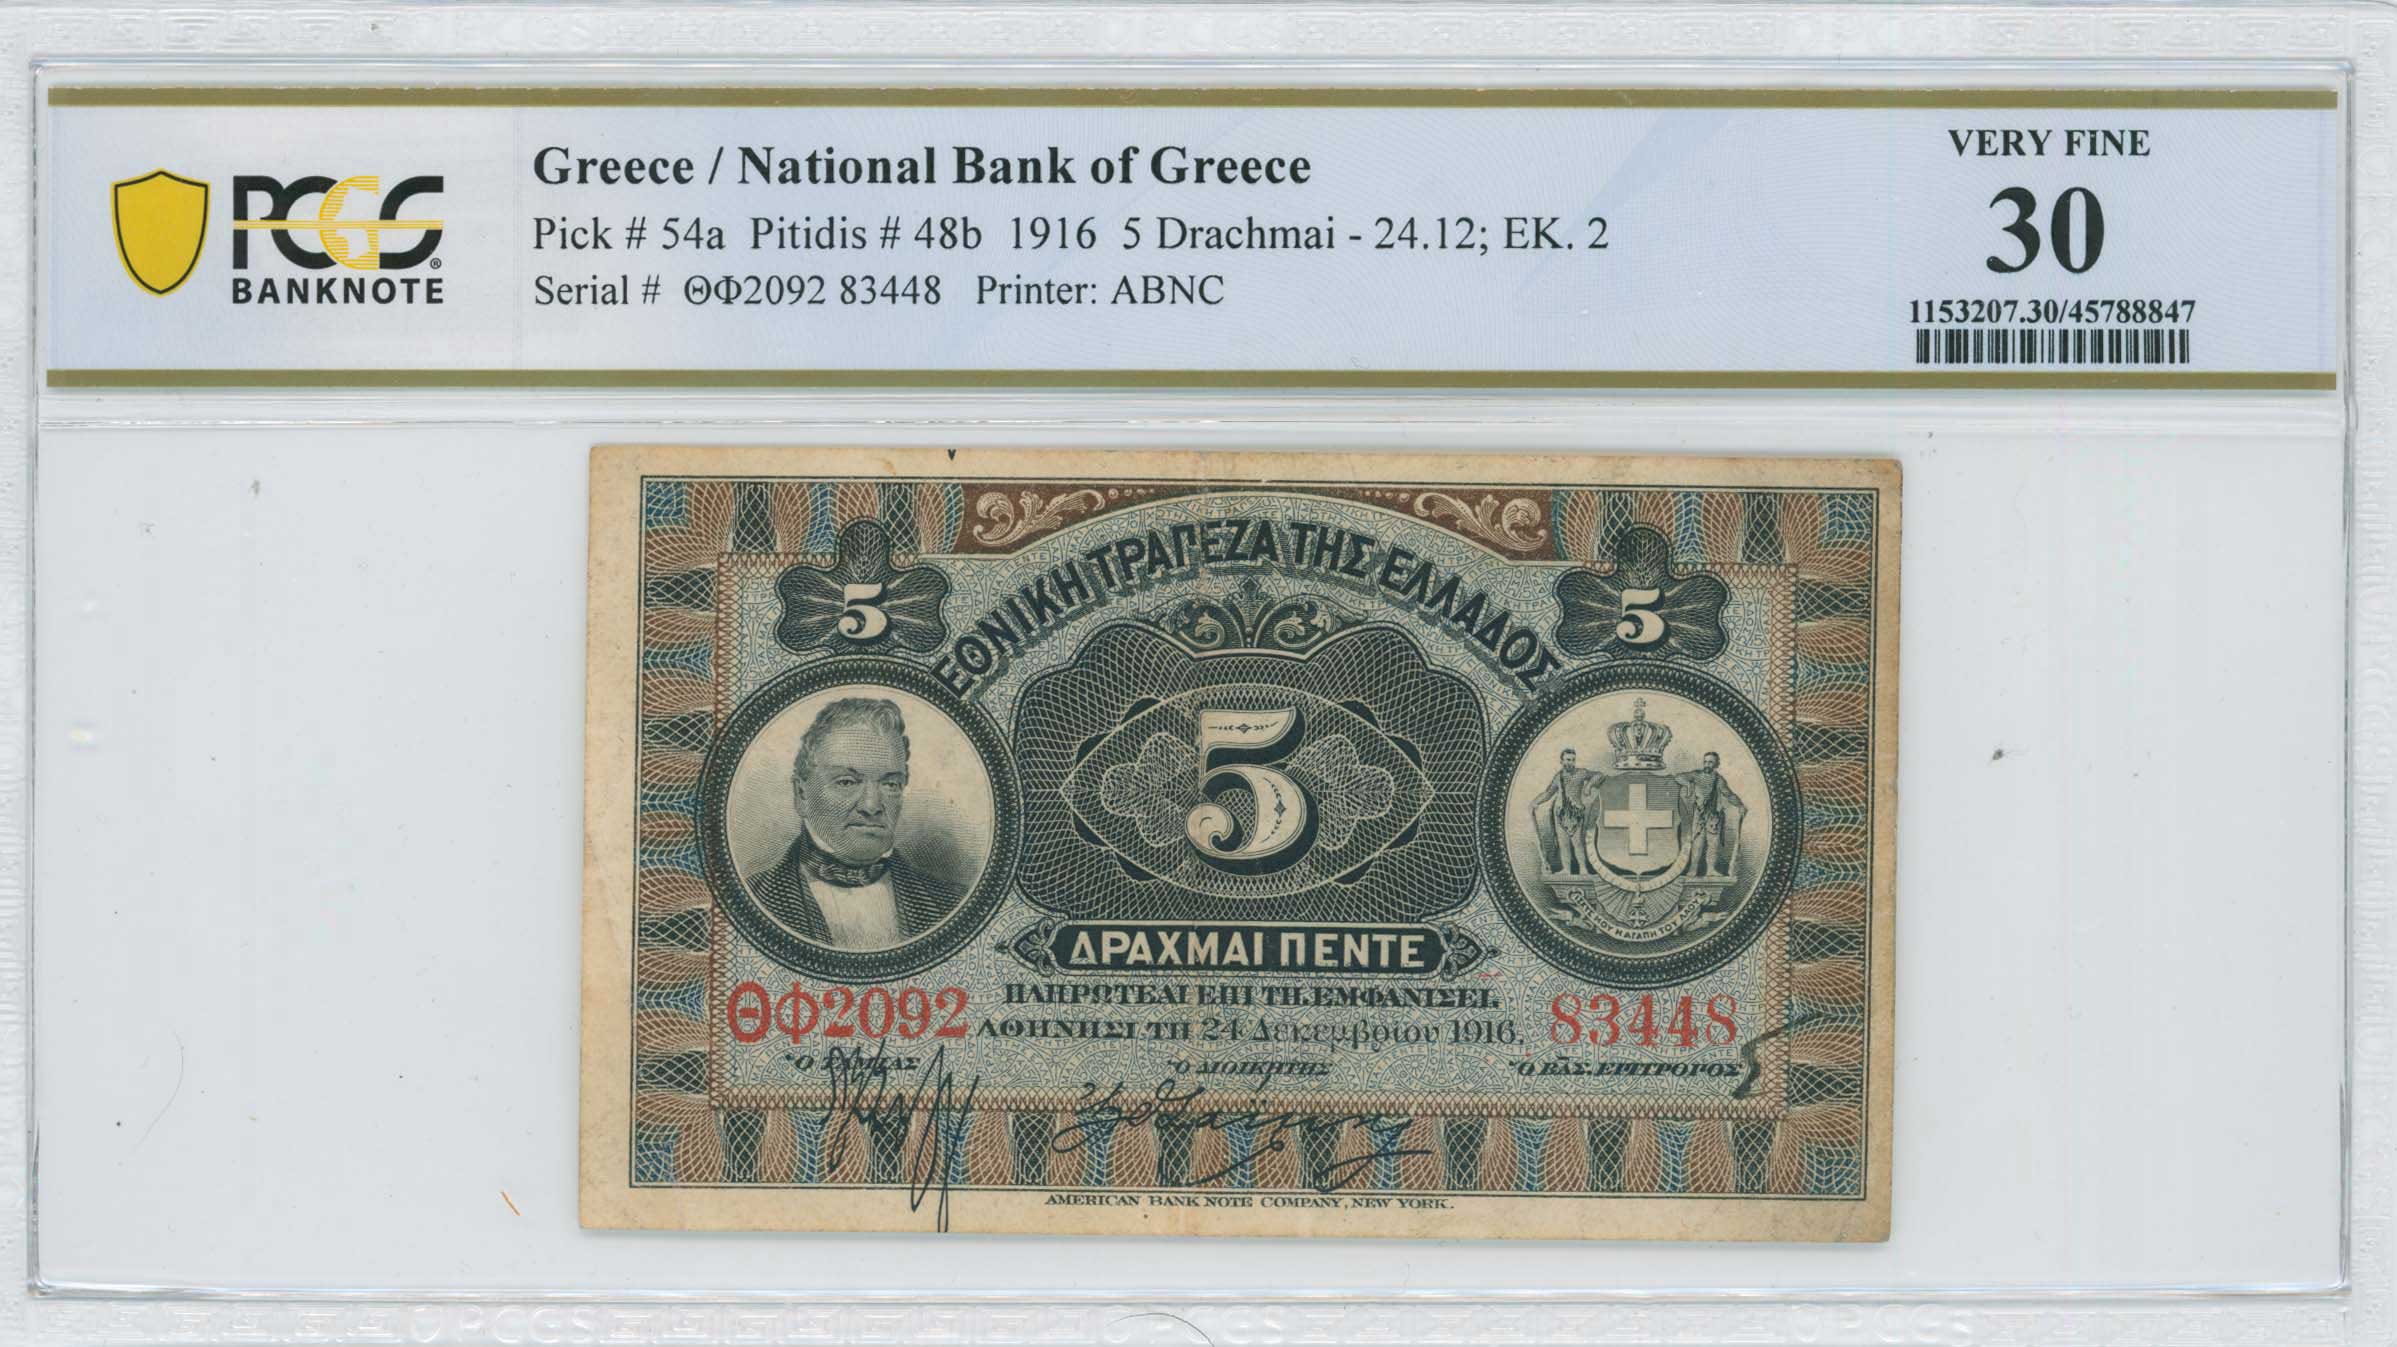 PCGS
BANKNOTE
Greece / National Bank of Greece
Pick # 54a Pitidis # 48b 1916 5 Drachmai - 24.12; EK. 2
Serial # ΘΦ2092 83448 Printer: ABNC
VERY FINE
30
1153207.30/45788847
ΕΘΝΙΚΗ ΤΡΑΠΕΖΑ ΤΗΣ ΕΛΛΑΔΟΣ
5 5
5
ΔΡΑΧΜΑΙ ΠΕΝΤΕ
ΠΛΗΡΩΤΕΑΙ ΕΠΙ ΤΗ ΕΜΦΑΝΙΣΕΙ.
ΘΦ2092 ΑΘΗΝΗΣΙ ΤΗ 24 Δεκεμβρίου 1916. 83448
Ὁ ΤΑΜΙΑΣ Ὁ ΔΙΟΙΚΗΤΗΣ Ὁ ΒΑΣ. ΕΠΙΤΡΟΠΟΣ
AMERICAN BANK NOTE COMPANY, NEW YORK.